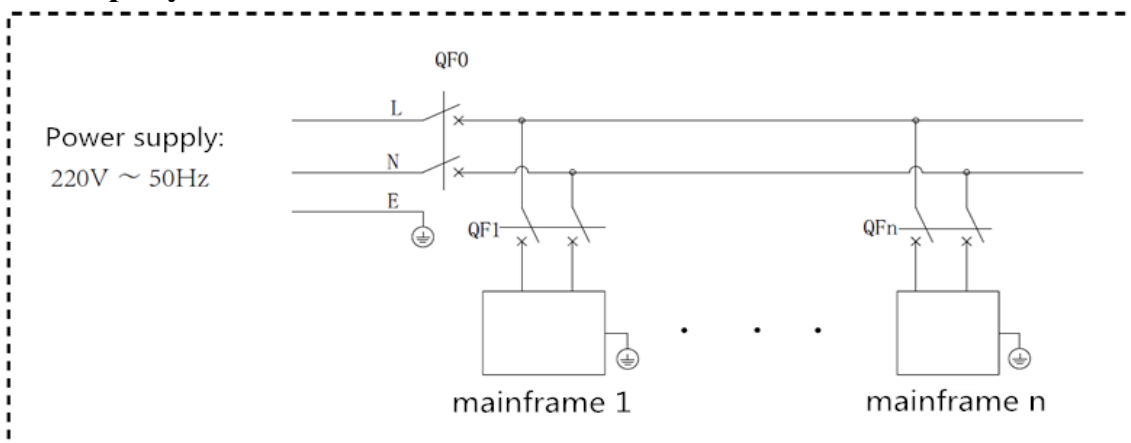 QF0
L
Power supply:
N
220V ～ 50Hz
E
QF1
QFn
mainframe 1
mainframe n